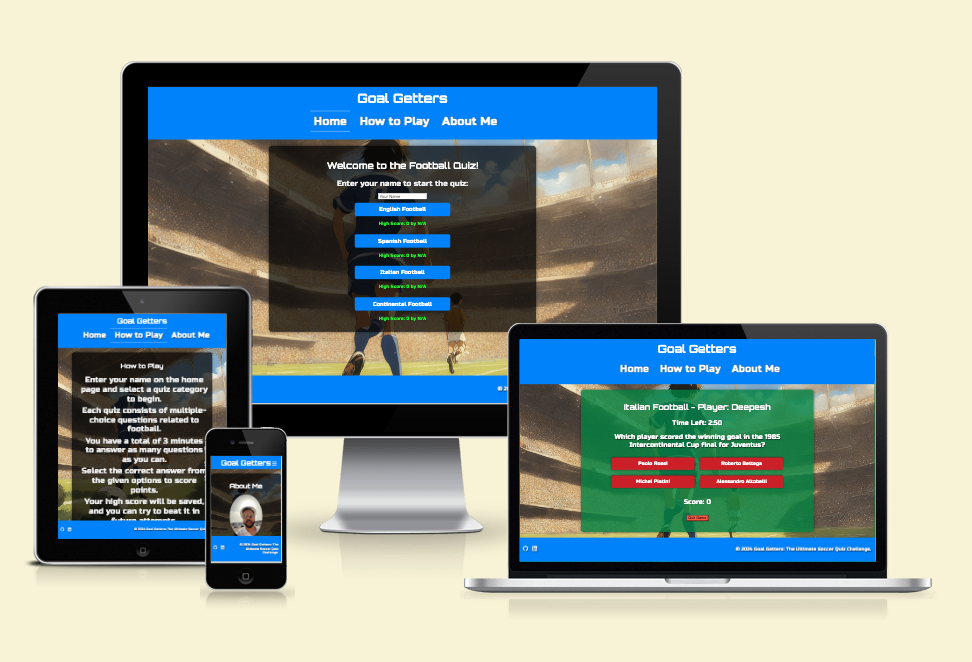 Goal Getters
Home How to Play About Me
Welcome to the Football Quiz!
Enter your name to start the quiz:
Your Name
English Football
High Score: 0 by N/A
Spanish Football
High Score: 0 by N/A
Italian Football
High Score: 0 by N/A
Continental Football
High Score: 0 by N/A
Goal Getters
Home How to Play About Me
How to Play
Enter your name on the home
page and select a quiz category
to begin.
Each quiz consists of multiple-
choice questions related to
football.
You have a total of 3 minutes
to answer as many questions
as you can.
Select the correct answer from
the given options to score
points.
Your high score will be saved,
and you can try to beat it in
future attempts.
© 2024 Goal Getters: The Ultimate Soccer Quiz
Goal Getters
About Me
© 2024 Goal Getters: The
Ultimate Soccer Quiz
Challenge.
Goal Getters
Home How to Play About Me
Italian Football - Player: Deepesh
Time Left: 2:50
Which player scored the winning goal in the 1985
Intercontinental Cup final for Juventus?
Paolo Rossi Roberto Bettega
Michel Platini Alessandro Altobelli
Score: 0
© 2024 Goal Getters: The Ultimate Soccer Quiz Challenge.